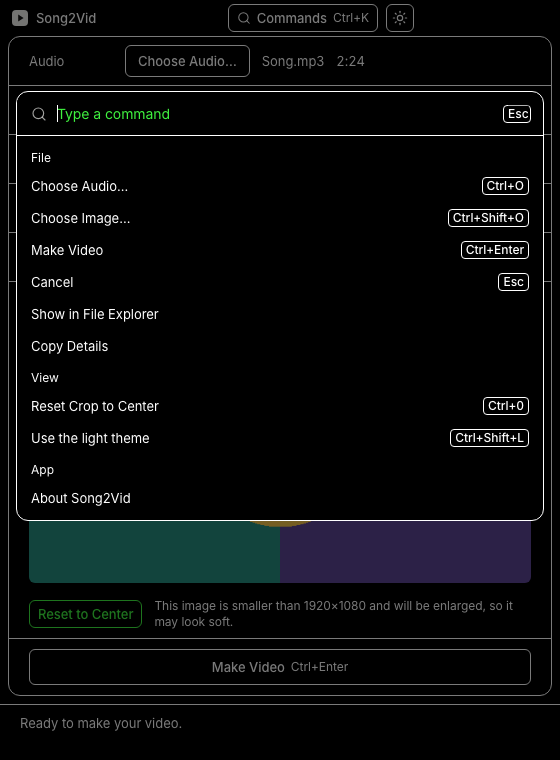 Song2Vid
Commands Ctrl+K
Audio Choose Audio... Song.mp3 2:24
Type a command Esc
File
Choose Audio... Ctrl+O
Choose Image... Ctrl+Shift+O
Make Video Ctrl+Enter
Cancel Esc
Show in File Explorer
Copy Details
View
Reset Crop to Center Ctrl+0
Use the light theme Ctrl+Shift+L
App
About Song2Vid
Reset to Center
This image is smaller than 1920×1080 and will be enlarged, so it
may look soft.
Make Video Ctrl+Enter
Ready to make your video.